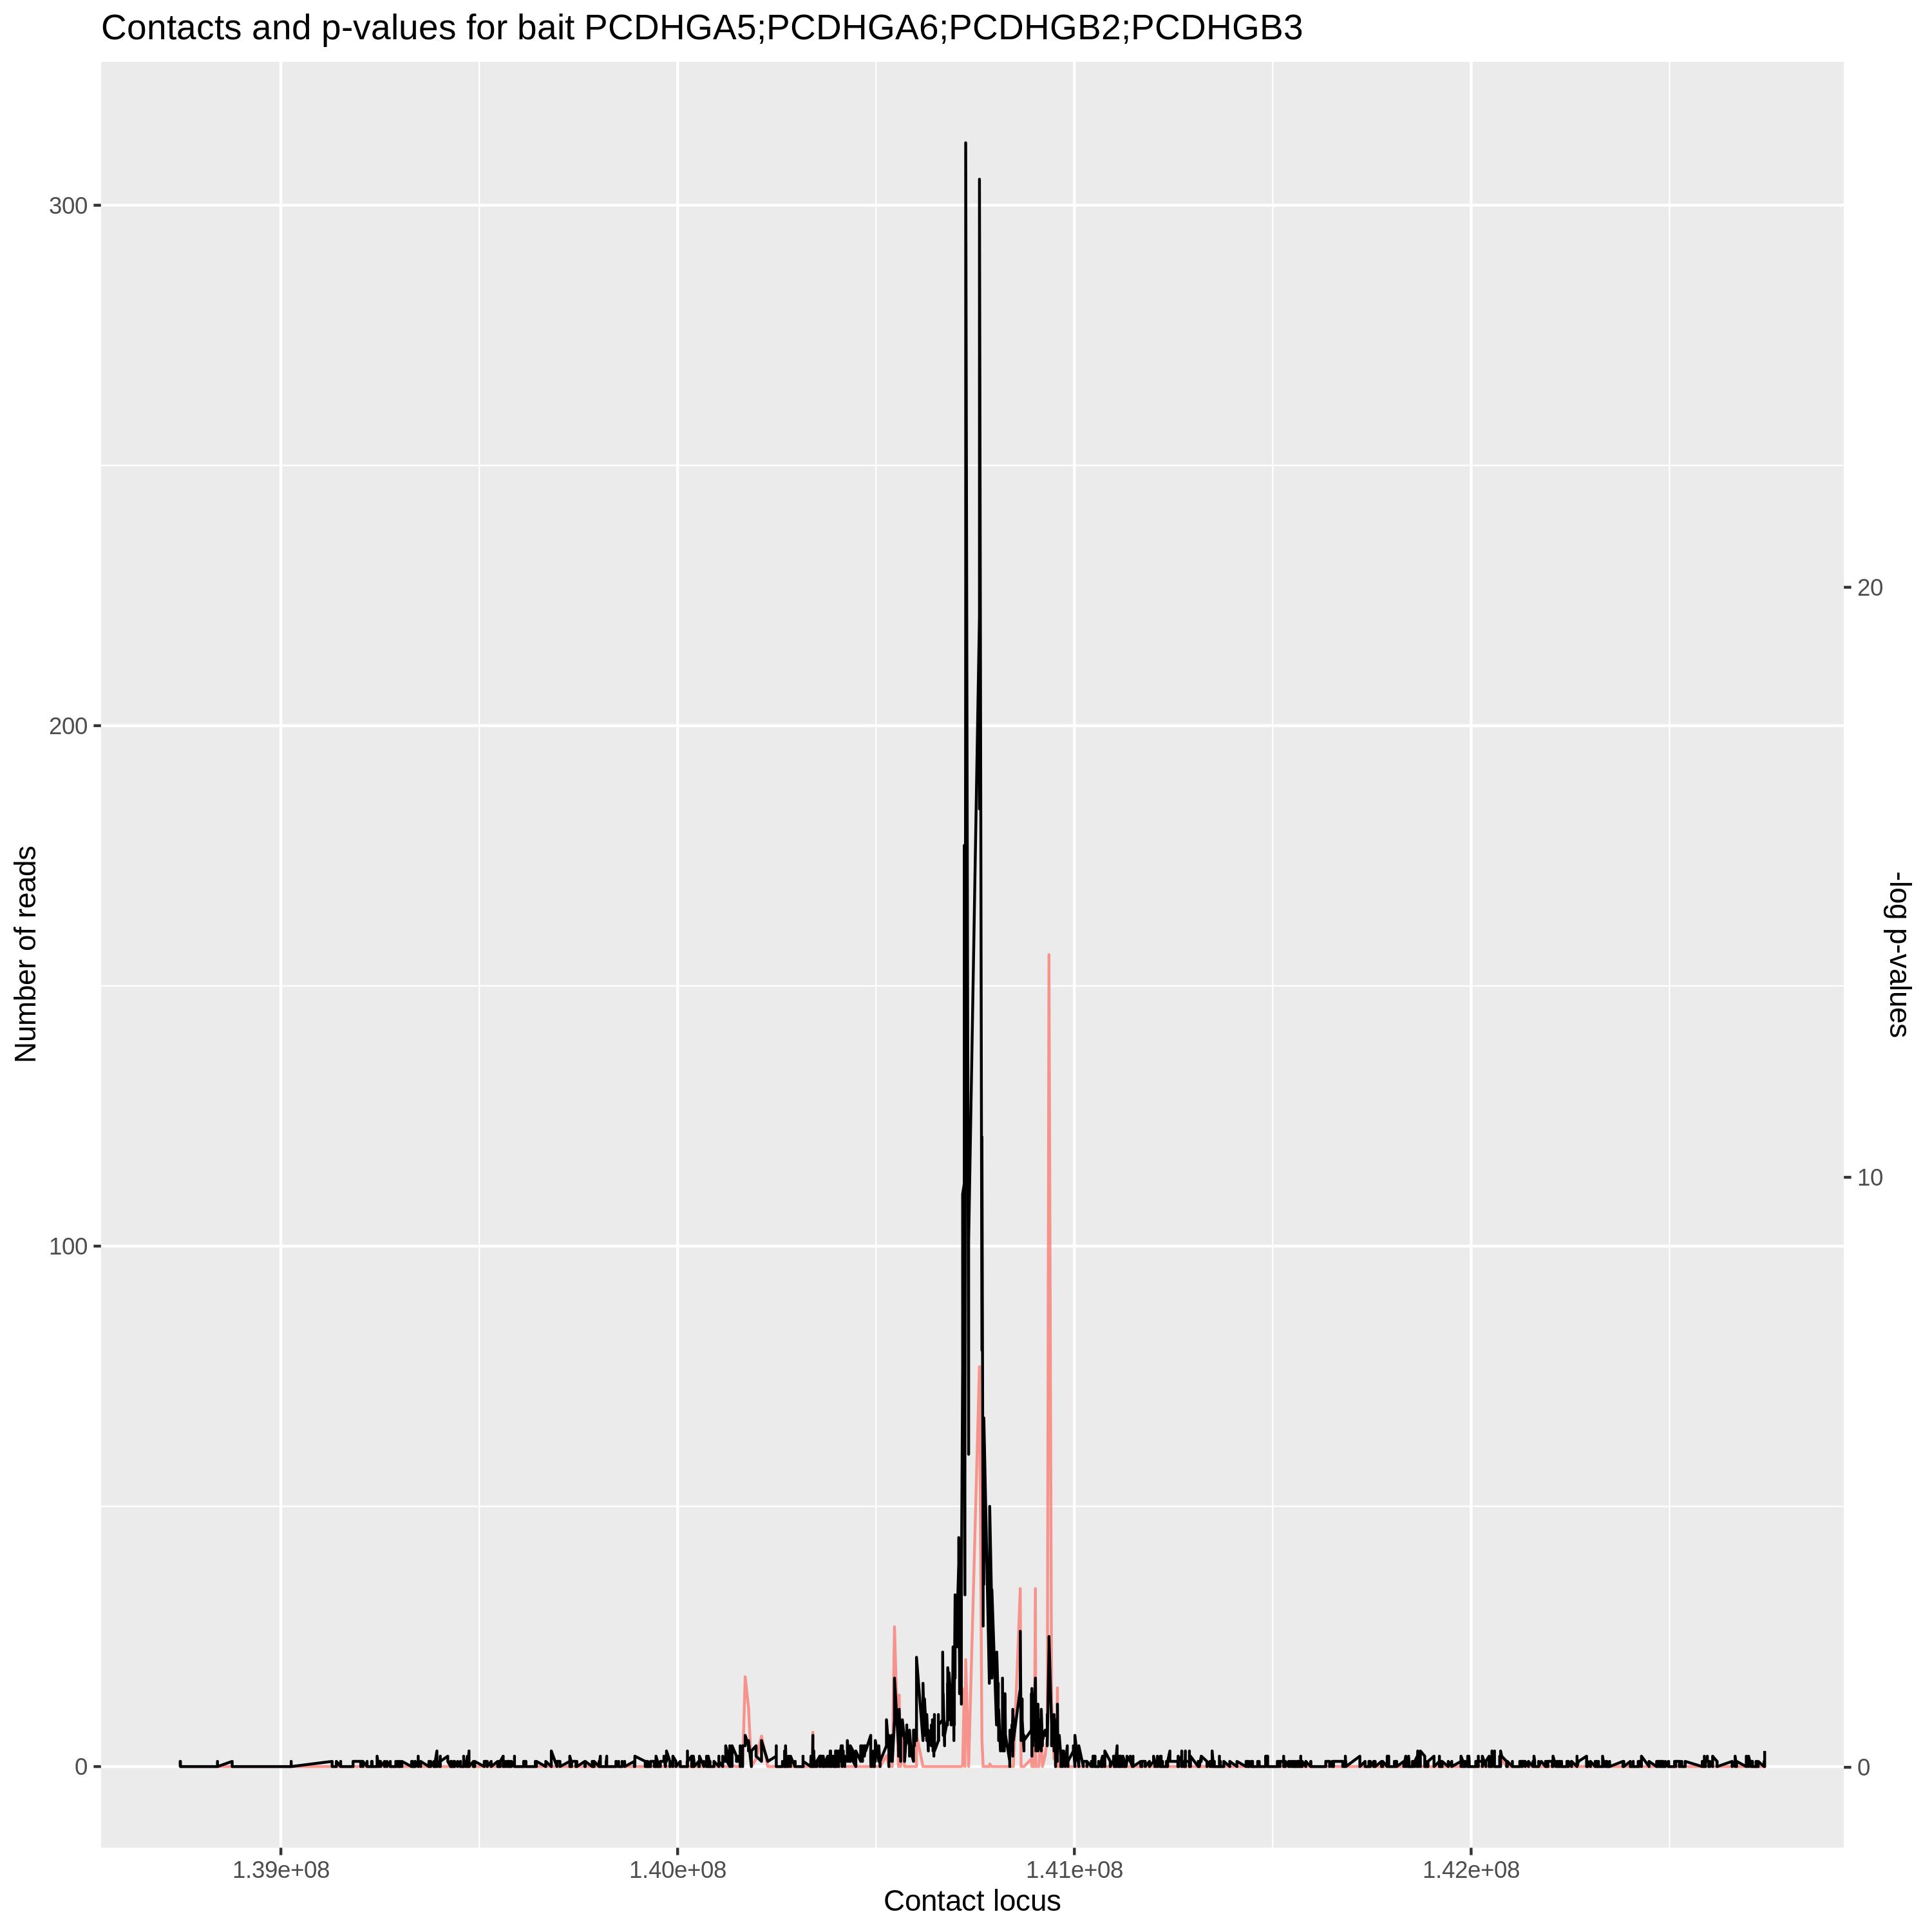 Contacts and p-values for bait PCDHGA5;PCDHGA6;PCDHGB2;PCDHGB3
300
200
100
0
Number of reads
20
10
0
-log p-values
1.39e+08 1.40e+08 1.41e+08 1.42e+08
Contact locus